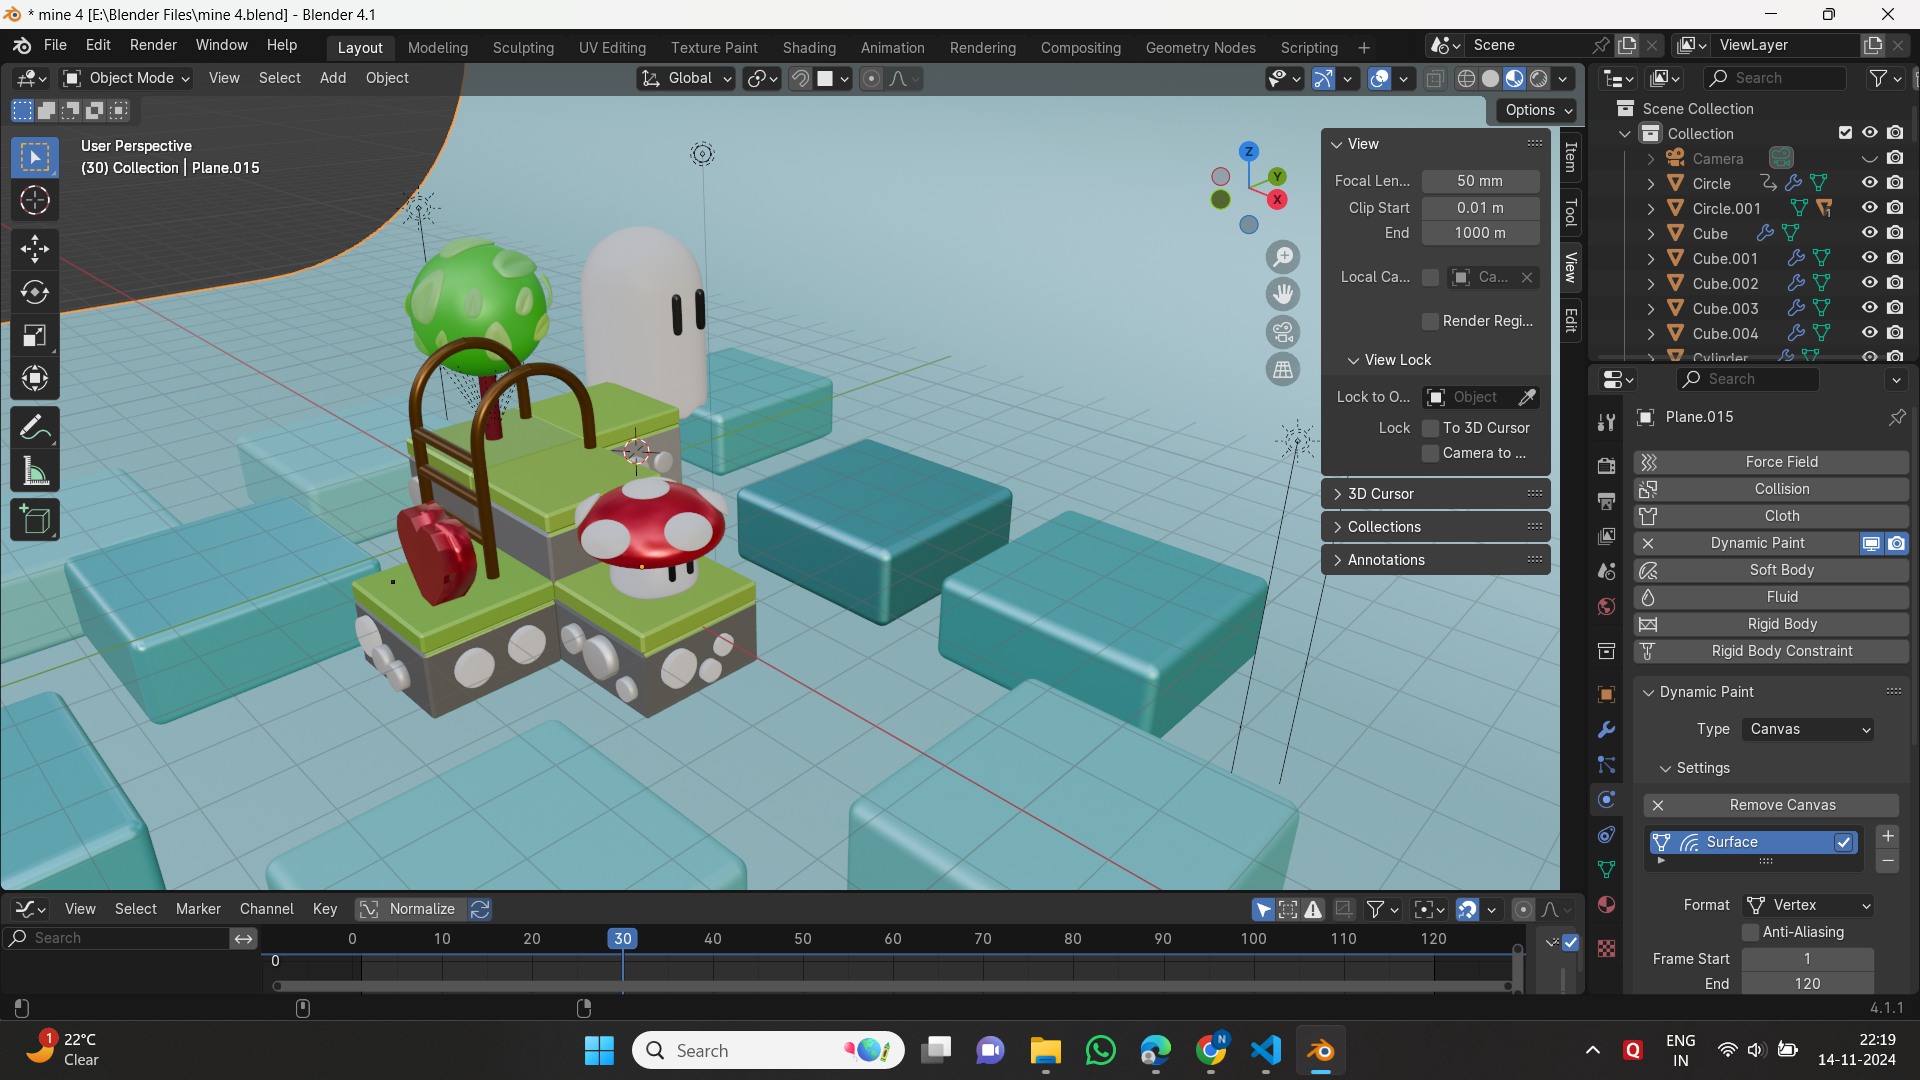 * mine 4 [E:\Blender Files\mine 4.blend] - Blender 4.1
File Edit Render Window Help
Layout Modeling Sculpting UV Editing Texture Paint Shading Animation Rendering Compositing Geometry Nodes Scripting +
Scene
ViewLayer
Object Mode View Select Add Object
Global
Search
Options
User Perspective
(30) Collection | Plane.015
Z
Y
X
View
Focal Len... 50 mm
Clip Start 0.01 m
End 1000 m
Local Ca... Ca...
Render Regi...
View Lock
Lock to O... Object
Lock To 3D Cursor
Camera to ...
3D Cursor
Collections
Annotations
Item
Tool
View
Edit
Scene Collection
Collection
Camera
Circle
Circle.001 1
Cube
Cube.001
Cube.002
Cube.003
Cube.004
Cylinder
Search
Plane.015
Force Field
Collision
Cloth
Dynamic Paint
Soft Body
Fluid
Rigid Body
Rigid Body Constraint
Dynamic Paint
Type Canvas
Settings
Remove Canvas
Surface
Format Vertex
Anti-Aliasing
Frame Start 1
End 120
View Select Marker Channel Key Normalize
Search
0 10 20 30 40 50 60 70 80 90 100 110 120
0
4.1.1
1
22°C
Clear
Search
N
Q
ENG
IN
22:19
14-11-2024